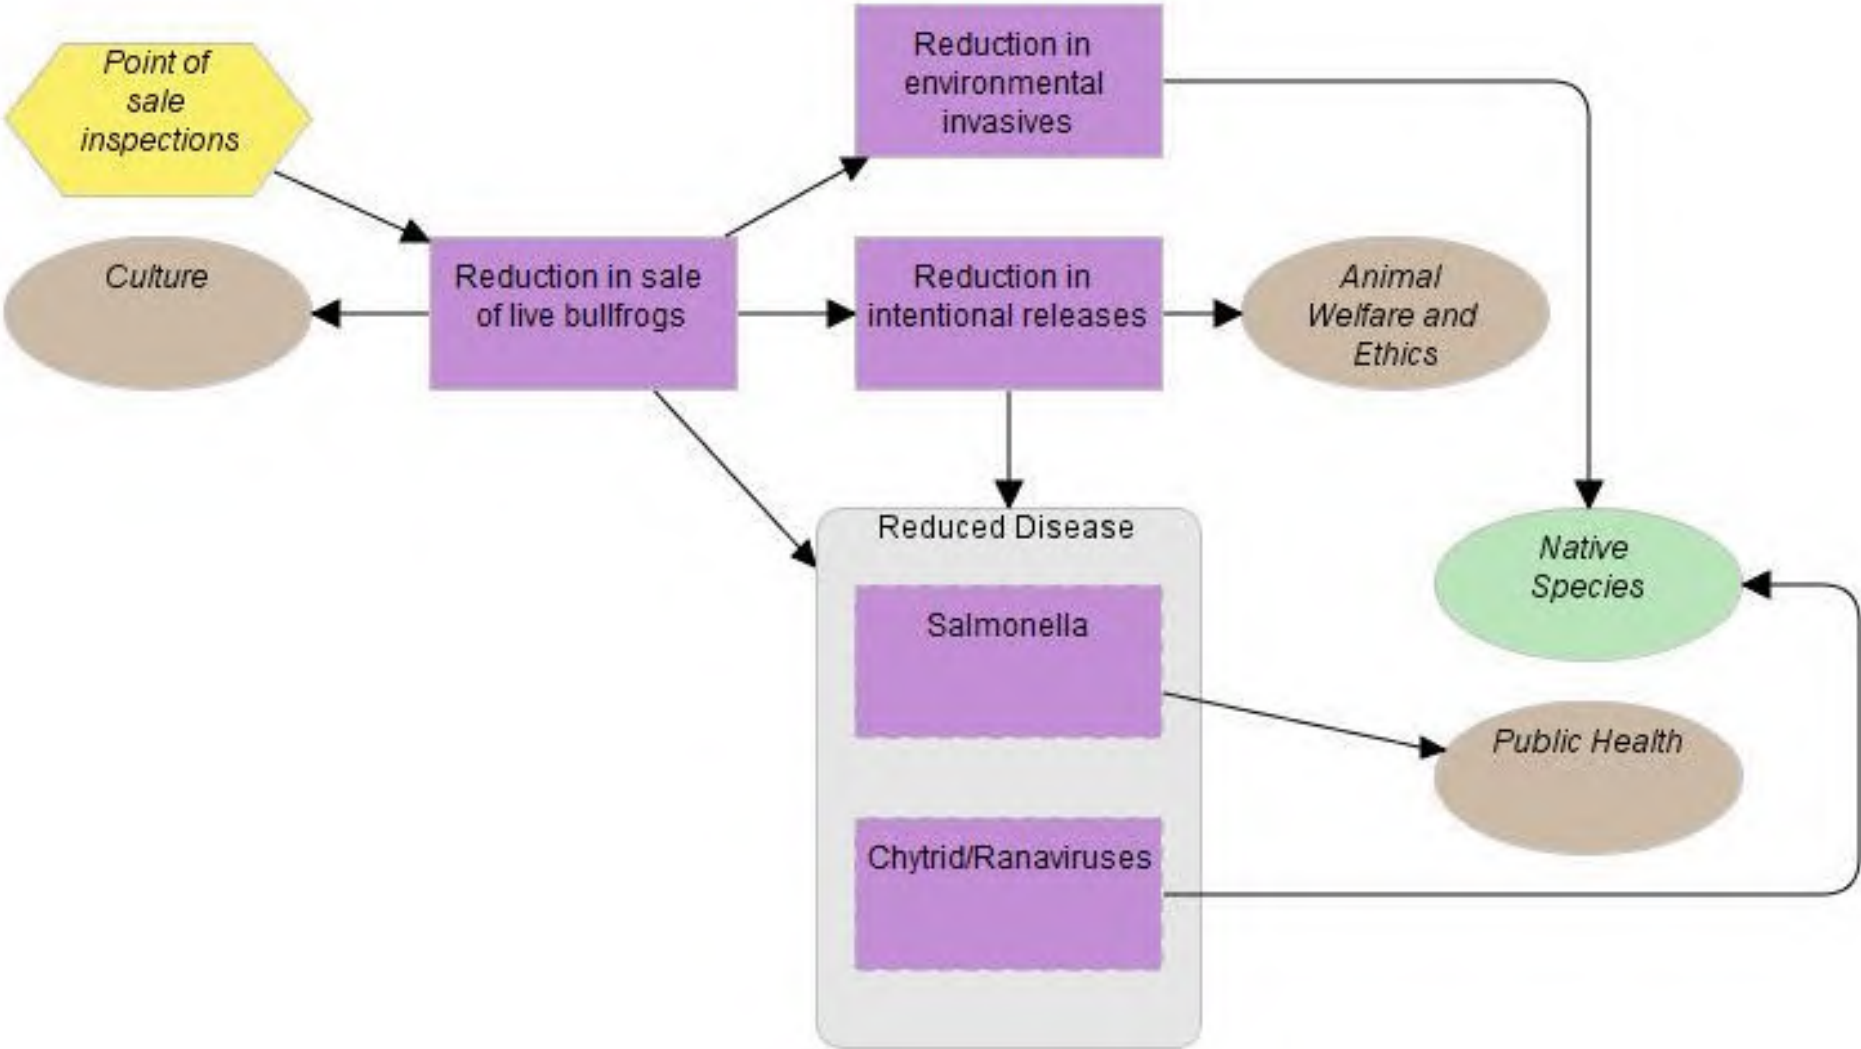 Point of
sale
inspections
Reduction in
environmental
invasives
Culture
Reduction in sale
of live bullfrogs
Reduction in
intentional releases
Animal
Welfare and
Ethics
Reduced Disease
Salmonella
Chytrid/Ranaviruses
Native
Species
Public Health